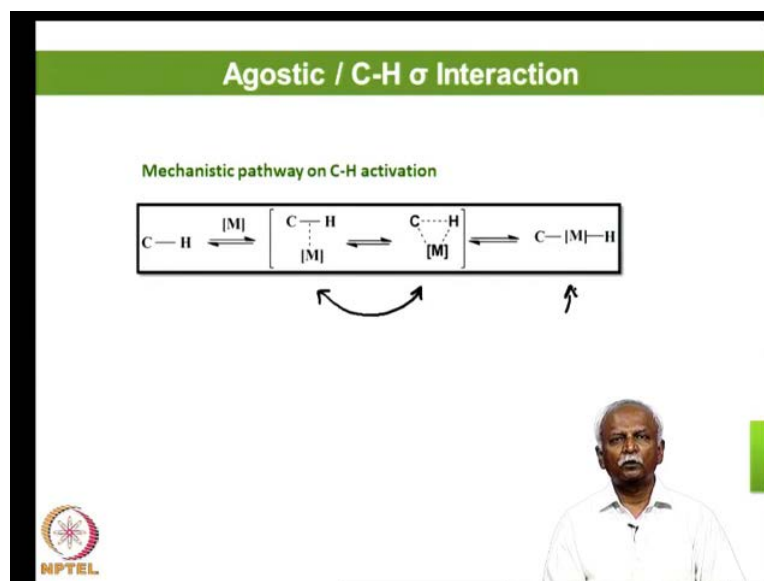 Agostic / C-H σ Interaction
Mechanistic pathway on C-H activation
C — H ⇌ [M] [ C — H [M] ⇌ C ----- H [M] ] ⇌ C — [M] — H
NPTEL